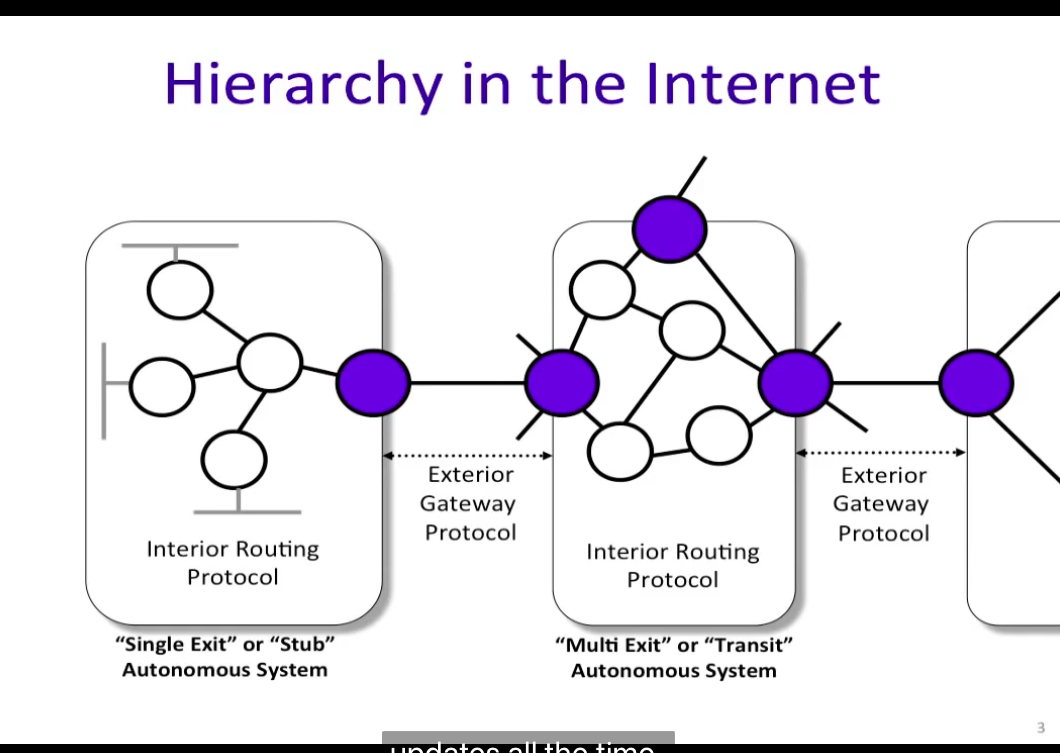 Hierarchy in the Internet
Exterior
Gateway
Protocol
Exterior
Gateway
Protocol
Interior Routing
Protocol
Interior Routing
Protocol
“Single Exit” or “Stub”
Autonomous System
“Multi Exit” or “Transit”
Autonomous System
3
updates all the time